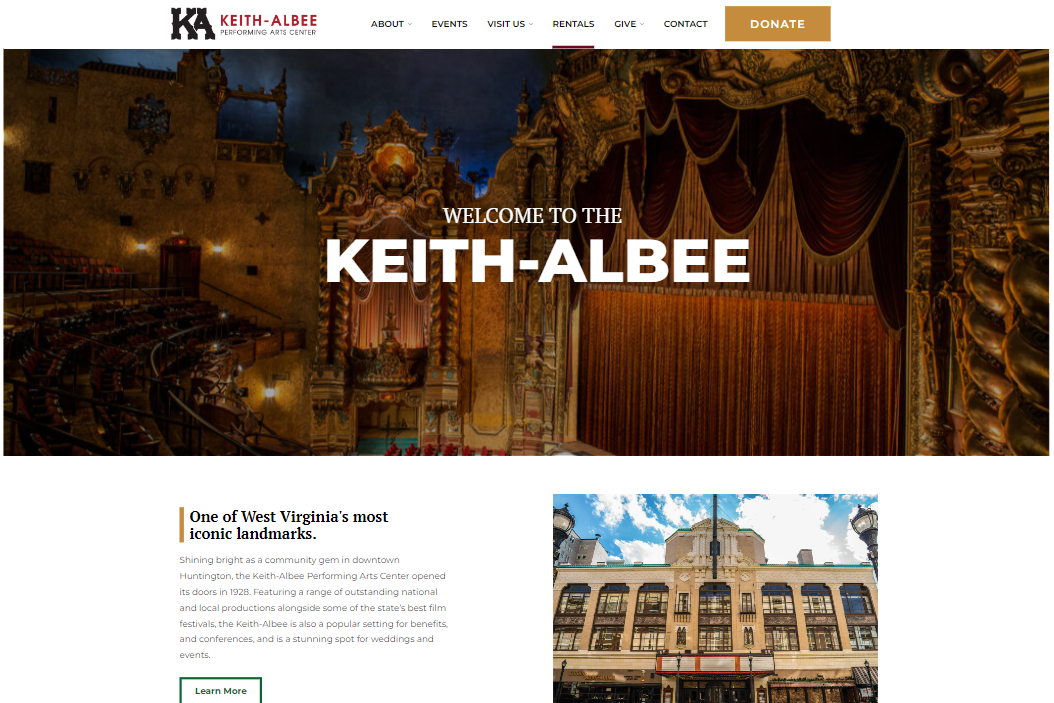 KA KEITH-ALBEE
PERFORMING ARTS CENTER
ABOUT EVENTS VISIT US RENTALS GIVE CONTACT DONATE
WELCOME TO THE
KEITH-ALBEE
One of West Virginia's most
iconic landmarks.
Shining bright as a community gem in downtown
Huntington, the Keith-Albee Performing Arts Center opened
its doors in 1928. Featuring a range of outstanding national
and local productions alongside some of the state's best film
festivals, the Keith-Albee is also a popular setting for benefits,
and conferences, and is a stunning spot for weddings and
events.
Learn More